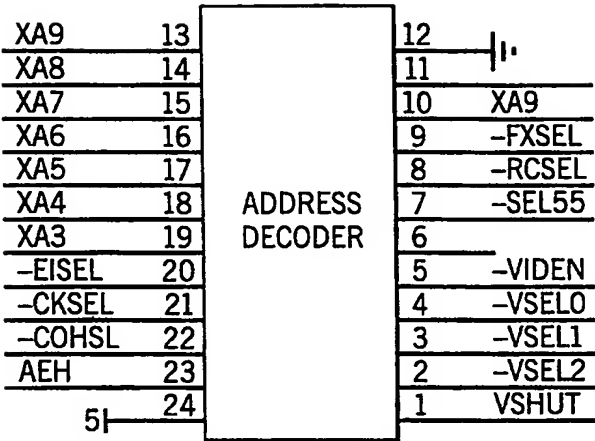 XA9 13 12
XA8 14 11
XA7 15 10 XA9
XA6 16 9 –FXSEL
XA5 17 8 –RCSEL
XA4 18 ADDRESS 7 –SEL55
XA3 19 DECODER 6
–EISEL 20 5 –VIDEN
–CKSEL 21 4 –VSEL0
–COHSL 22 3 –VSEL1
AEH 23 2 –VSEL2
5 24 1 VSHUT